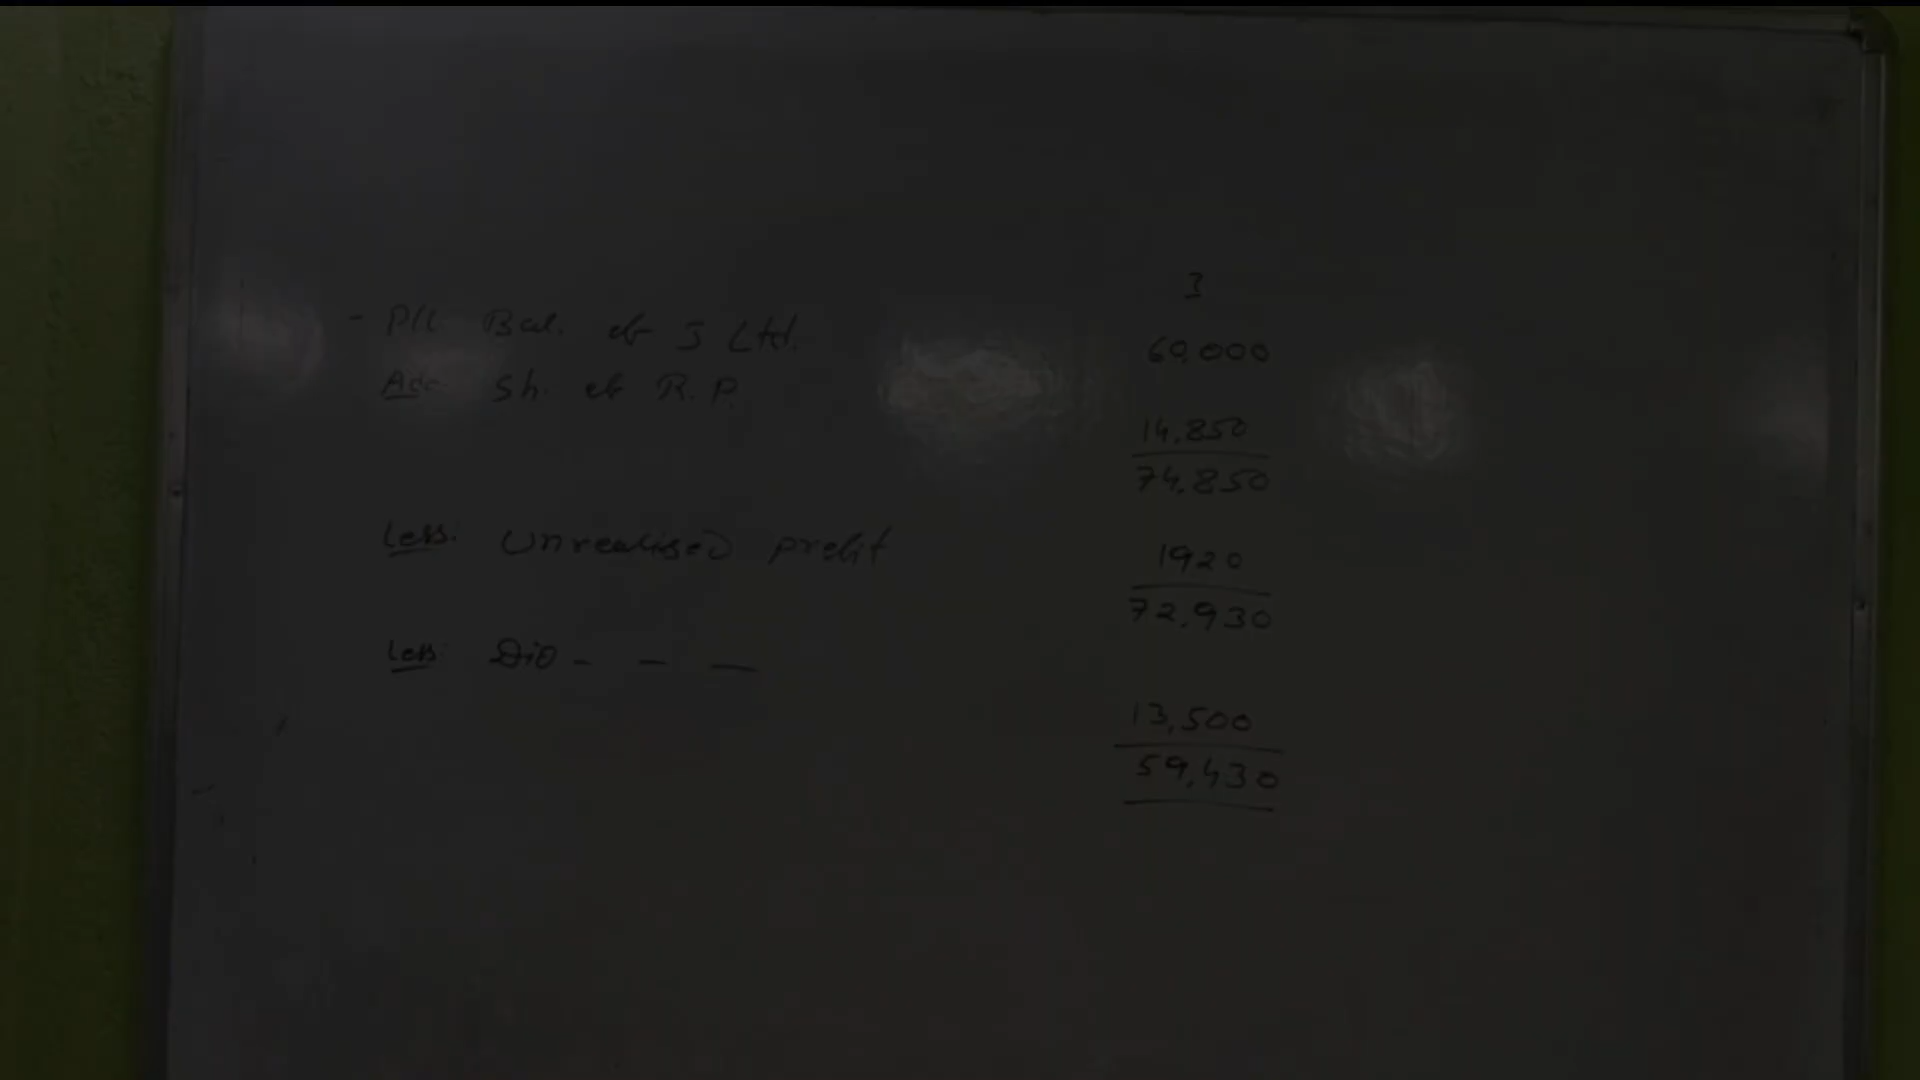 ₹
- P/L Bal. of S Ltd. 60,000
Add Sh. of R.P. 14,850
74,850
Less: Unrealised profit 1920
72,930
Less: Div - - - 13,500
59,430